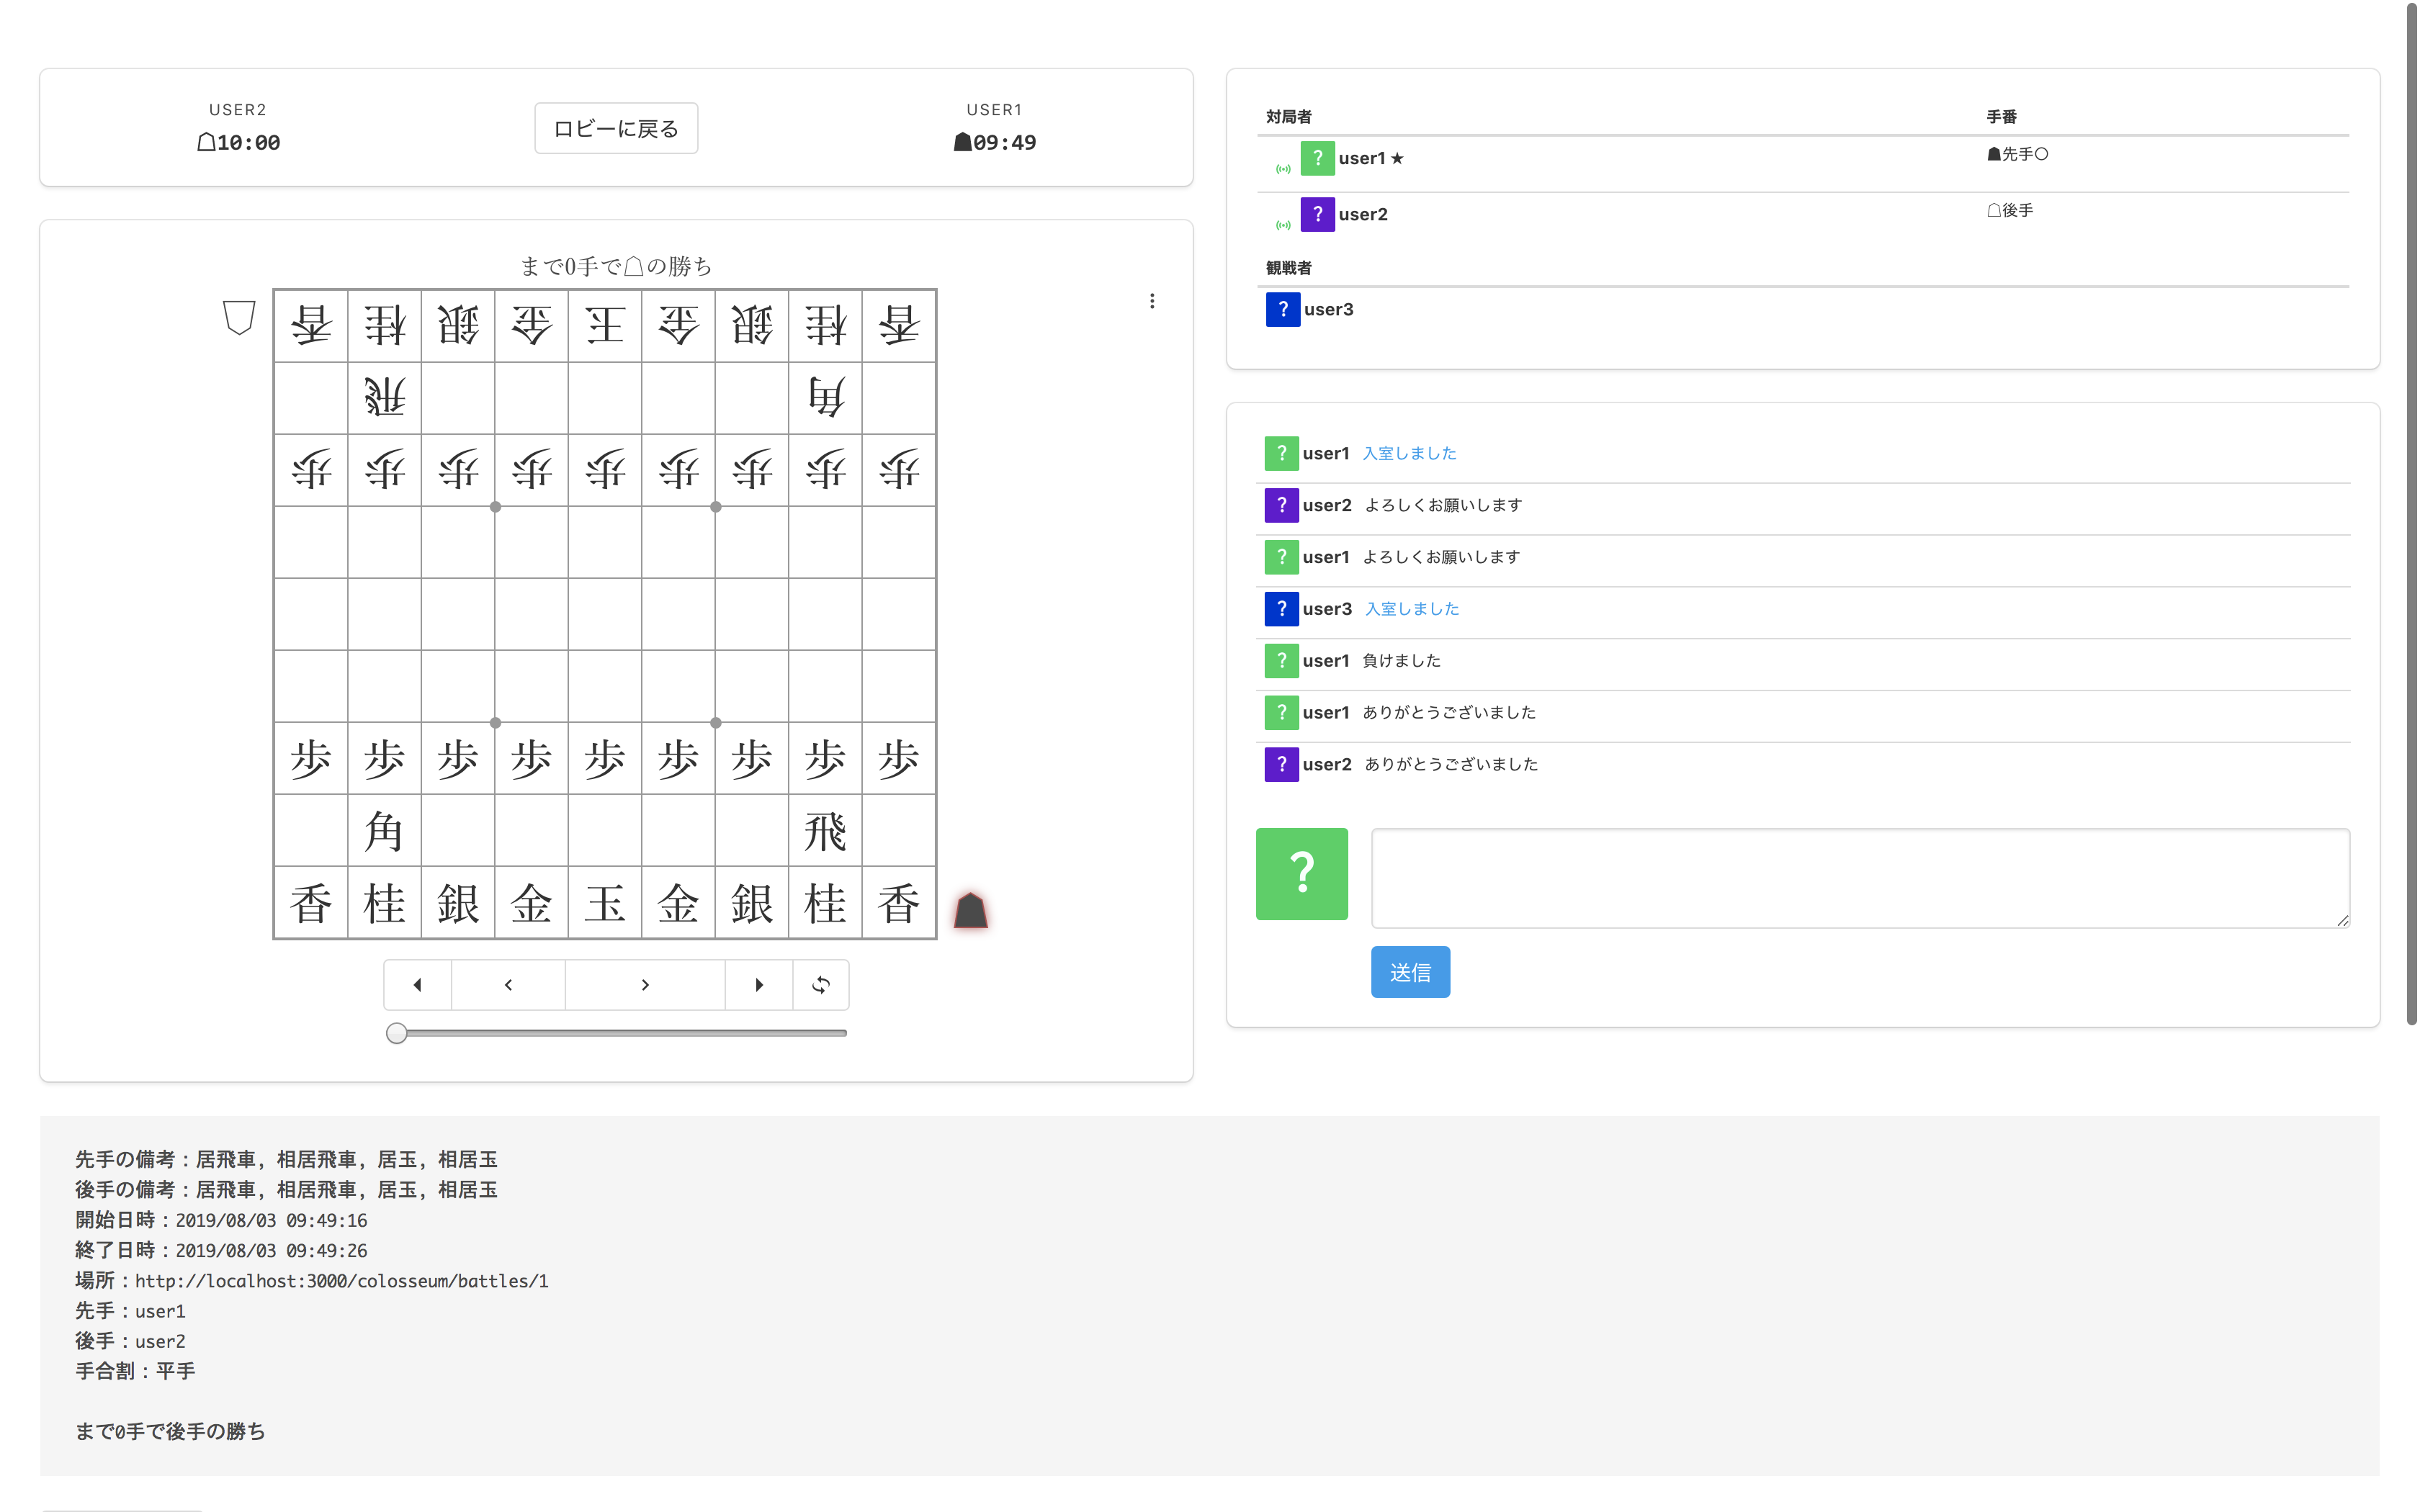 USER2
☖10:00
ロビーに戻る
USER1
☗09:49
まで0手で☖の勝ち
香桂銀金王金銀桂香
飛角
歩歩歩歩歩歩歩歩歩
歩歩歩歩歩歩歩歩歩
角飛
香桂銀金玉金銀桂香
対局者 手番
? user1 ★ ☗先手○
? user2 ☖後手
観戦者
? user3
? user1 入室しました
? user2 よろしくお願いします
? user1 よろしくお願いします
? user3 入室しました
? user1 負けました
? user1 ありがとうございました
? user2 ありがとうございました
?
送信
先手の備考：居飛車, 相居飛車, 居玉, 相居玉
後手の備考：居飛車, 相居飛車, 居玉, 相居玉
開始日時：2019/08/03 09:49:16
終了日時：2019/08/03 09:49:26
場所：http://localhost:3000/colosseum/battles/1
先手：user1
後手：user2
手合割：平手
まで0手で後手の勝ち